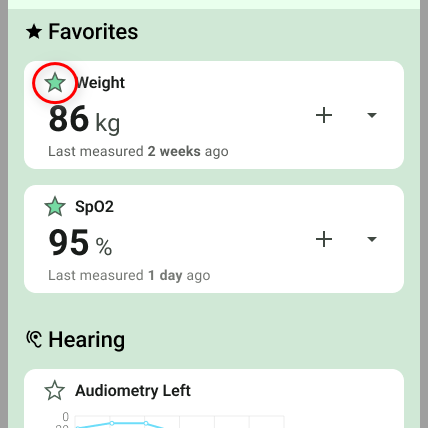 Favorites
Weight
86 kg
Last measured 2 weeks ago
SpO2
95 %
Last measured 1 day ago
Hearing
Audiometry Left
0